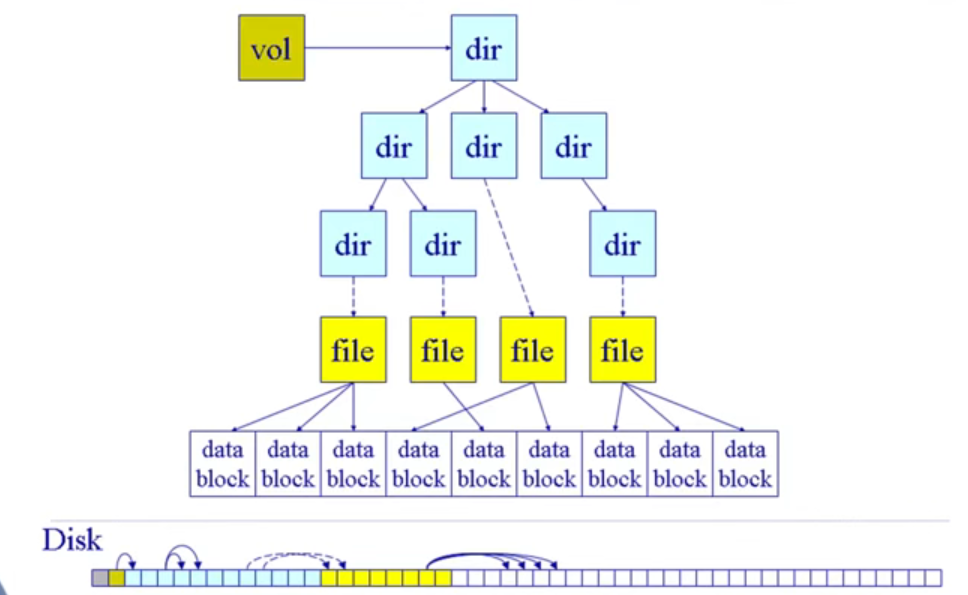 vol dir
dir dir dir
dir dir dir
file file file file
data data data data data data data data data
block block block block block block block block block
Disk